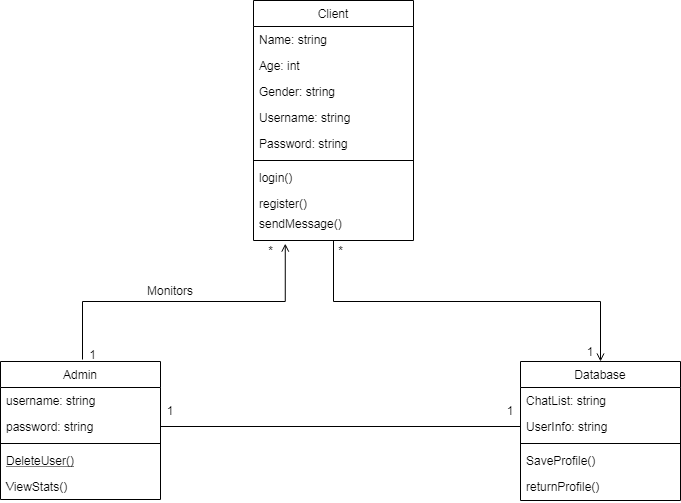 Client
Name: string
Age: int
Gender: string
Username: string
Password: string
login()
register()
sendMessage()
*
*
Monitors
1
1
Admin
username: string
password: string
DeleteUser()
ViewStats()
1
1
Database
ChatList: string
UserInfo: string
SaveProfile()
returnProfile()